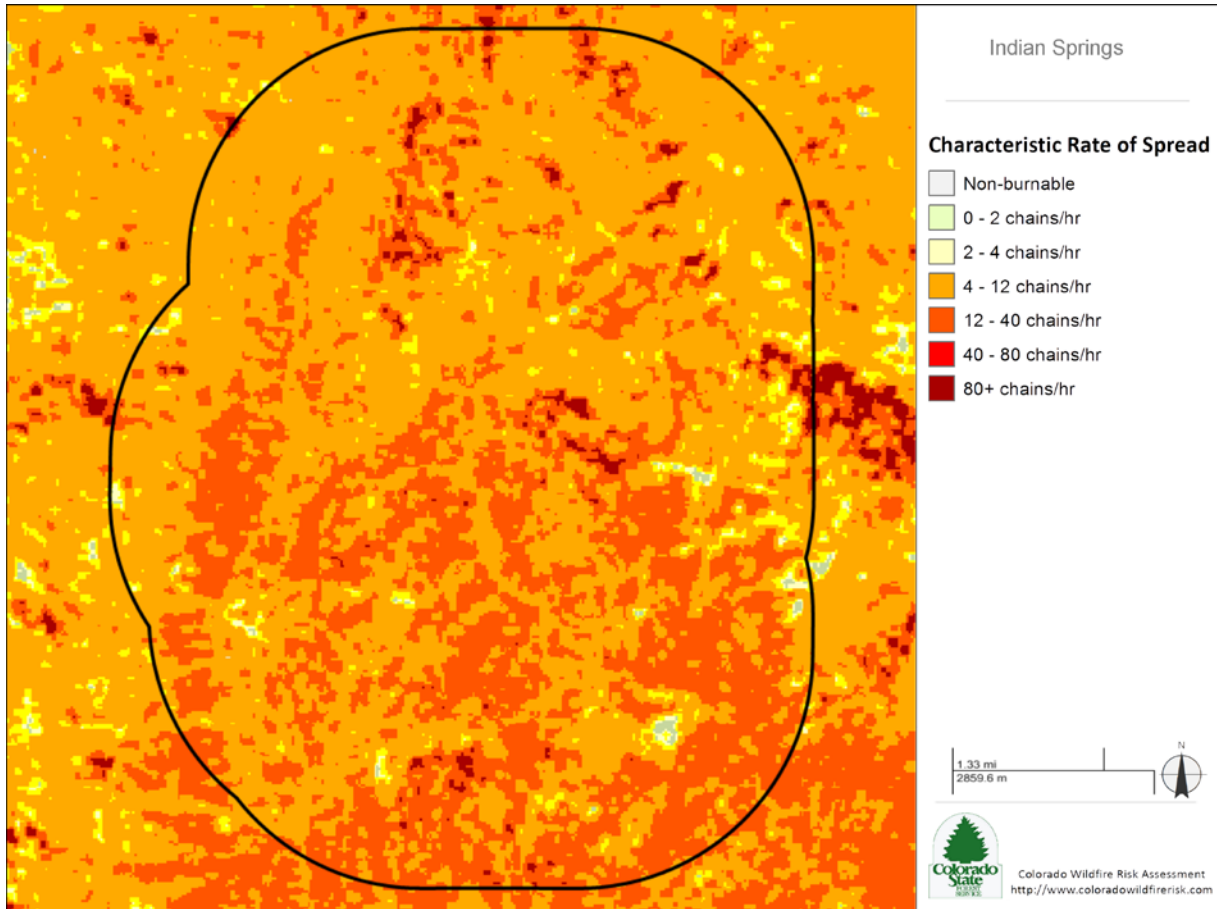 Indian Springs
Characteristic Rate of Spread
Non-burnable
0 - 2 chains/hr
2 - 4 chains/hr
4 - 12 chains/hr
12 - 40 chains/hr
40 - 80 chains/hr
80+ chains/hr
1.33 mi
2859.6 m
N
Colorado
State
FOREST
SERVICE
Colorado Wildfire Risk Assessment
http://www.coloradowildfirerisk.com